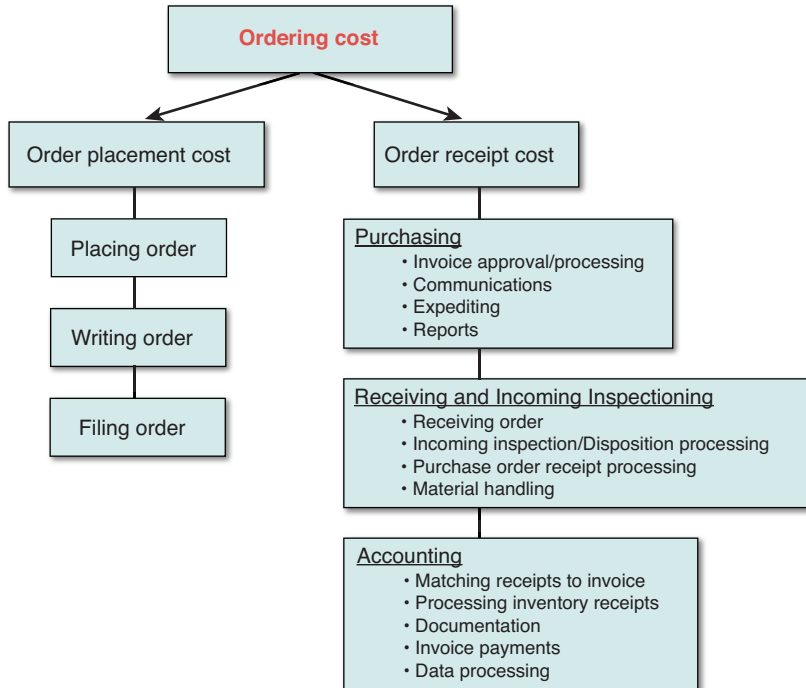 Ordering cost
Order placement cost
Placing order
Writing order
Filing order
Order receipt cost
Purchasing
• Invoice approval/processing
• Communications
• Expediting
• Reports
Receiving and Incoming Inspectioning
• Receiving order
• Incoming inspection/Disposition processing
• Purchase order receipt processing
• Material handling
Accounting
• Matching receipts to invoice
• Processing inventory receipts
• Documentation
• Invoice payments
• Data processing